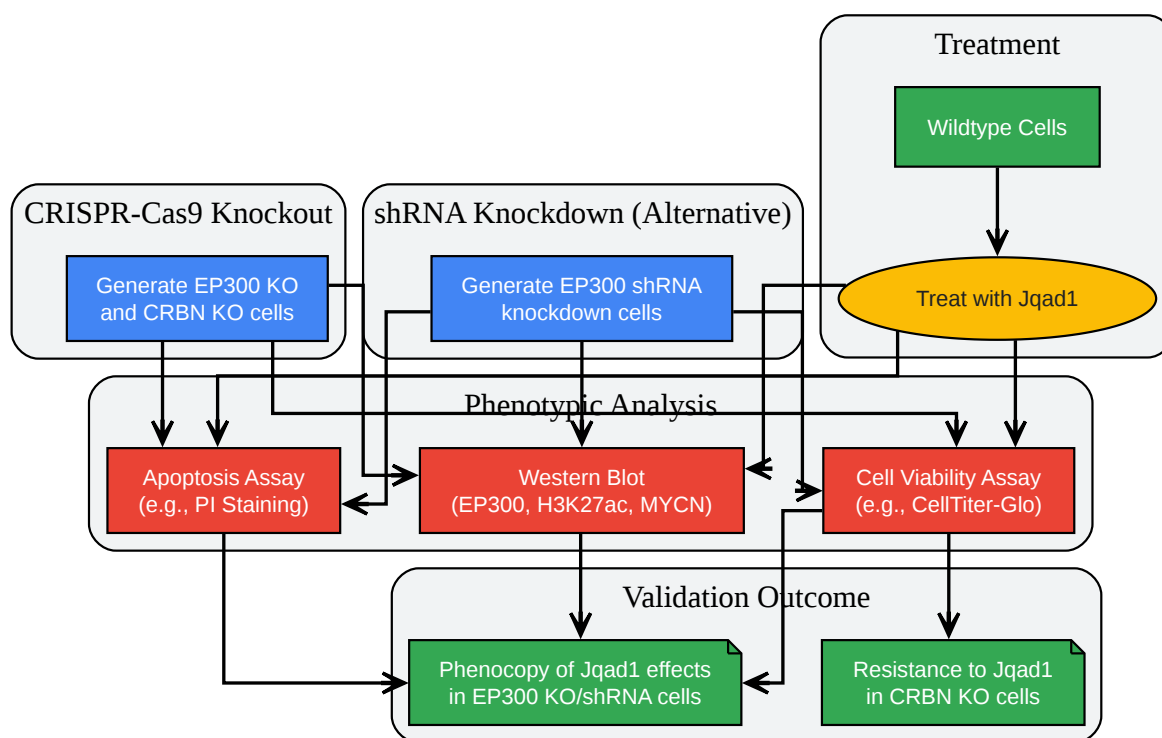 Treatment
Wildtype Cells
CRISPR-Cas9 Knockout
shRNA Knockdown (Alternative)
Generate EP300 KO
and CRBN KO cells
Generate EP300 shRNA
knockdown cells
Treat with Jqad1
Phenotypic Analysis
Apoptosis Assay
(e.g., PI Staining)
Western Blot
(EP300, H3K27ac, MYCN)
Cell Viability Assay
(e.g., CellTiter-Glo)
Validation Outcome
Phenocopy of Jqad1 effects
in EP300 KO/shRNA cells
Resistance to Jqad1
in CRBN KO cells